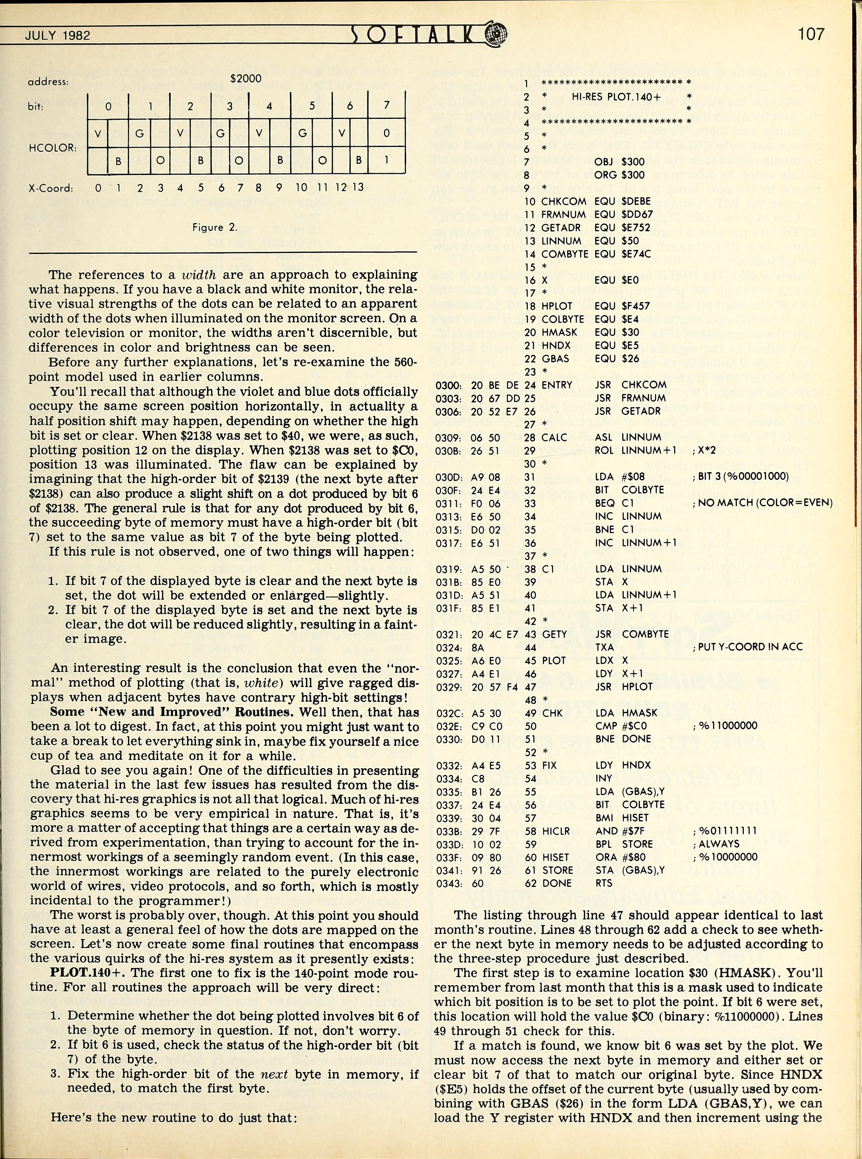 JULY 1982
SOFTALK
107
address: $2000
bit: 0 1 2 3 4 5 6 7
V G V G V G V 0
HCOLOR:
B O B O B O B 1
X-Coord: 0 1 2 3 4 5 6 7 8 9 10 11 12 13
Figure 2.
The references to a width are an approach to explaining
what happens. If you have a black and white monitor, the rela-
tive visual strengths of the dots can be related to an apparent
width of the dots when illuminated on the monitor screen. On a
color television or monitor, the widths aren't discernible, but
differences in color and brightness can be seen.
Before any further explanations, let's re-examine the 560-
point model used in earlier columns.
You'll recall that although the violet and blue dots officially
occupy the same screen position horizontally, in actuality a
half position shift may happen, depending on whether the high
bit is set or clear. When $2138 was set to $40, we were, as such,
plotting position 12 on the display. When $2138 was set to $C0,
position 13 was illuminated. The flaw can be explained by
imagining that the high-order bit of $2139 (the next byte after
$2138) can also produce a slight shift on a dot produced by bit 6
of $2138. The general rule is that for any dot produced by bit 6,
the succeeding byte of memory must have a high-order bit (bit
7) set to the same value as bit 7 of the byte being plotted.
If this rule is not observed, one of two things will happen:
1. If bit 7 of the displayed byte is clear and the next byte is
set, the dot will be extended or enlarged—slightly.
2. If bit 7 of the displayed byte is set and the next byte is
clear, the dot will be reduced slightly, resulting in a faint-
er image.
An interesting result is the conclusion that even the "nor-
mal" method of plotting (that is, white) will give ragged dis-
plays when adjacent bytes have contrary high-bit settings!
Some "New and Improved" Routines. Well then, that has
been a lot to digest. In fact, at this point you might just want to
take a break to let everything sink in, maybe fix yourself a nice
cup of tea and meditate on it for a while.
Glad to see you again! One of the difficulties in presenting
the material in the last few issues has resulted from the dis-
covery that hi-res graphics is not all that logical. Much of hi-res
graphics seems to be very empirical in nature. That is, it's
more a matter of accepting that things are a certain way as de-
rived from experimentation, than trying to account for the in-
nermost workings of a seemingly random event. (In this case,
the innermost workings are related to the purely electronic
world of wires, video protocols, and so forth, which is mostly
incidental to the programmer!)
The worst is probably over, though. At this point you should
have at least a general feel of how the dots are mapped on the
screen. Let's now create some final routines that encompass
the various quirks of the hi-res system as it presently exists:
PLOT.140+. The first one to fix is the 140-point mode rou-
tine. For all routines the approach will be very direct:
1. Determine whether the dot being plotted involves bit 6 of
the byte of memory in question. If not, don't worry.
2. If bit 6 is used, check the status of the high-order bit (bit
7) of the byte.
3. Fix the high-order bit of the next byte in memory, if
needed, to match the first byte.
Here's the new routine to do just that:
1 ************************ *
2 * HI-RES PLOT.140+ *
3 * *
4 ************************ *
5 *
6 *
7 OBJ $300
8 ORG $300
9 *
10 CHKCOM EQU $DEBE
11 FRMNUM EQU $DD67
12 GETADR EQU $E752
13 LINNUM EQU $50
14 COMBYTE EQU $E74C
15 *
16 X EQU $E0
17 *
18 HPLOT EQU $F457
19 COLBYTE EQU $E4
20 HMASK EQU $30
21 HNDX EQU $E5
22 GBAS EQU $26
23 *
0300: 20 BE DE 24 ENTRY JSR CHKCOM
0303: 20 67 DD 25 JSR FRMNUM
0306: 20 52 E7 26 JSR GETADR
27 *
0309: 06 50 28 CALC ASL LINNUM
030B: 26 51 29 ROL LINNUM+1 ; X*2
30 *
030D: A9 08 31 LDA #$08 ; BIT 3 (%00001000)
030F: 24 E4 32 BIT COLBYTE
0311: F0 06 33 BEQ C1 ; NO MATCH (COLOR=EVEN)
0313: E6 50 34 INC LINNUM
0315: D0 02 35 BNE C1
0317: E6 51 36 INC LINNUM+1
37 *
0319: A5 50 38 C1 LDA LINNUM
031B: 85 E0 39 STA X
031D: A5 51 40 LDA LINNUM+1
031F: 85 E1 41 STA X+1
42 *
0321: 20 4C E7 43 GETY JSR COMBYTE
0324: 8A 44 TXA ; PUT Y-COORD IN ACC
0325: A6 E0 45 PLOT LDX X
0327: A4 E1 46 LDY X+1
0329: 20 57 F4 47 JSR HPLOT
48 *
032C: A5 30 49 CHK LDA HMASK
032E: C9 C0 50 CMP #$C0 ; %11000000
0330: D0 11 51 BNE DONE
52 *
0332: A4 E5 53 FIX LDY HNDX
0334: C8 54 INY
0335: B1 26 55 LDA (GBAS),Y
0337: 24 E4 56 BIT COLBYTE
0339: 30 04 57 BMI HISET
033B: 29 7F 58 HICLR AND #$7F ; %01111111
033D: 10 02 59 BPL STORE ; ALWAYS
033F: 09 80 60 HISET ORA #$80 ; %10000000
0341: 91 26 61 STORE STA (GBAS),Y
0343: 60 62 DONE RTS
The listing through line 47 should appear identical to last
month's routine. Lines 48 through 62 add a check to see wheth-
er the next byte in memory needs to be adjusted according to
the three-step procedure just described.
The first step is to examine location $30 (HMASK). You'll
remember from last month that this is a mask used to indicate
which bit position is to be set to plot the point. If bit 6 were set,
this location will hold the value $C0 (binary: %11000000). Lines
49 through 51 check for this.
If a match is found, we know bit 6 was set by the plot. We
must now access the next byte in memory and either set or
clear bit 7 of that to match our original byte. Since HNDX
($E5) holds the offset of the current byte (usually used by com-
bining with GBAS ($26) in the form LDA (GBAS,Y), we can
load the Y register with HNDX and then increment using the